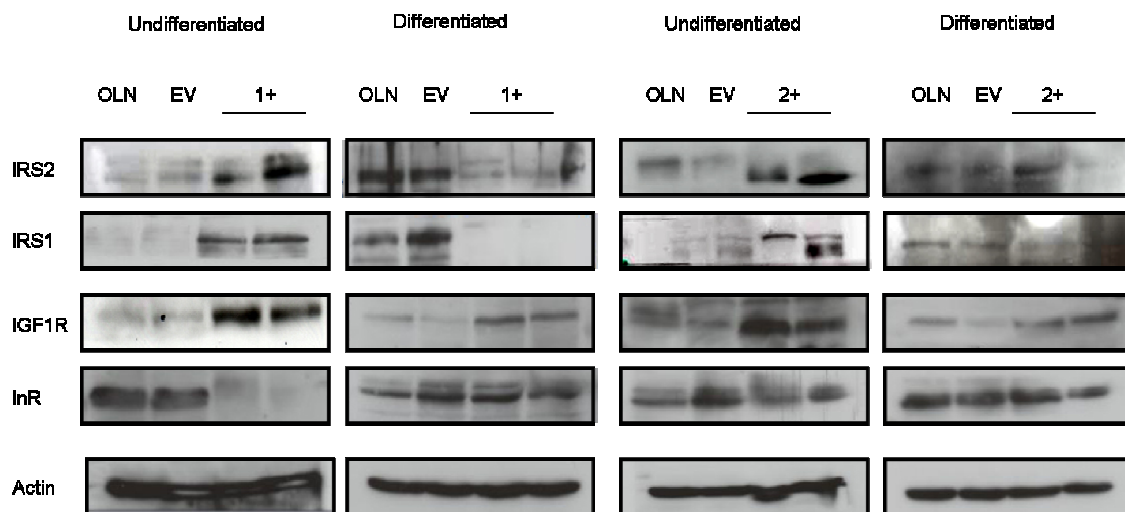 Undifferentiated Differentiated Undifferentiated Differentiated
OLN EV 1+ OLN EV 1+ OLN EV 2+ OLN EV 2+
IRS2
IRS1
IGF1R
InR
Actin